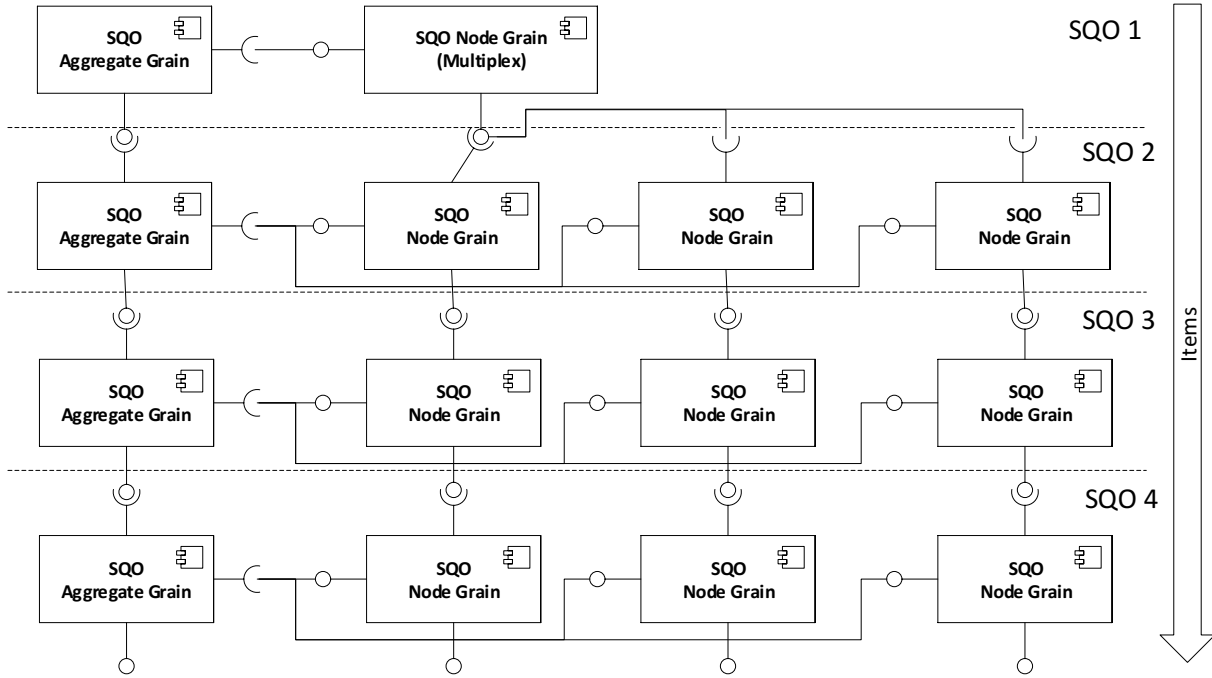 SQO
Aggregate Grain
SQO Node Grain
(Multiplex)
SQO 1
SQO 2
SQO
Aggregate Grain
SQO
Node Grain
SQO
Node Grain
SQO
Node Grain
SQO 3
SQO
Aggregate Grain
SQO
Node Grain
SQO
Node Grain
SQO
Node Grain
SQO 4
SQO
Aggregate Grain
SQO
Node Grain
SQO
Node Grain
SQO
Node Grain
Items